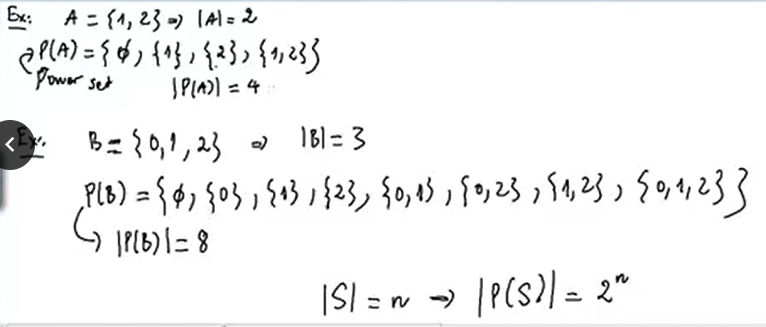 Ex: A = {1, 2} ⇒ |A| = 2
P(A) = { ∅, {1}, {2}, {1,2}}
Power set |P(A)| = 4
Ex: B = {0,1,2} ⇒ |B| = 3
P(B) = {∅, {0}, {1}, {2}, {0,1}, {0,2}, {1,2}, {0,1,2}}
↳ |P(B)| = 8
|S| = n → |P(S)| = 2ⁿ